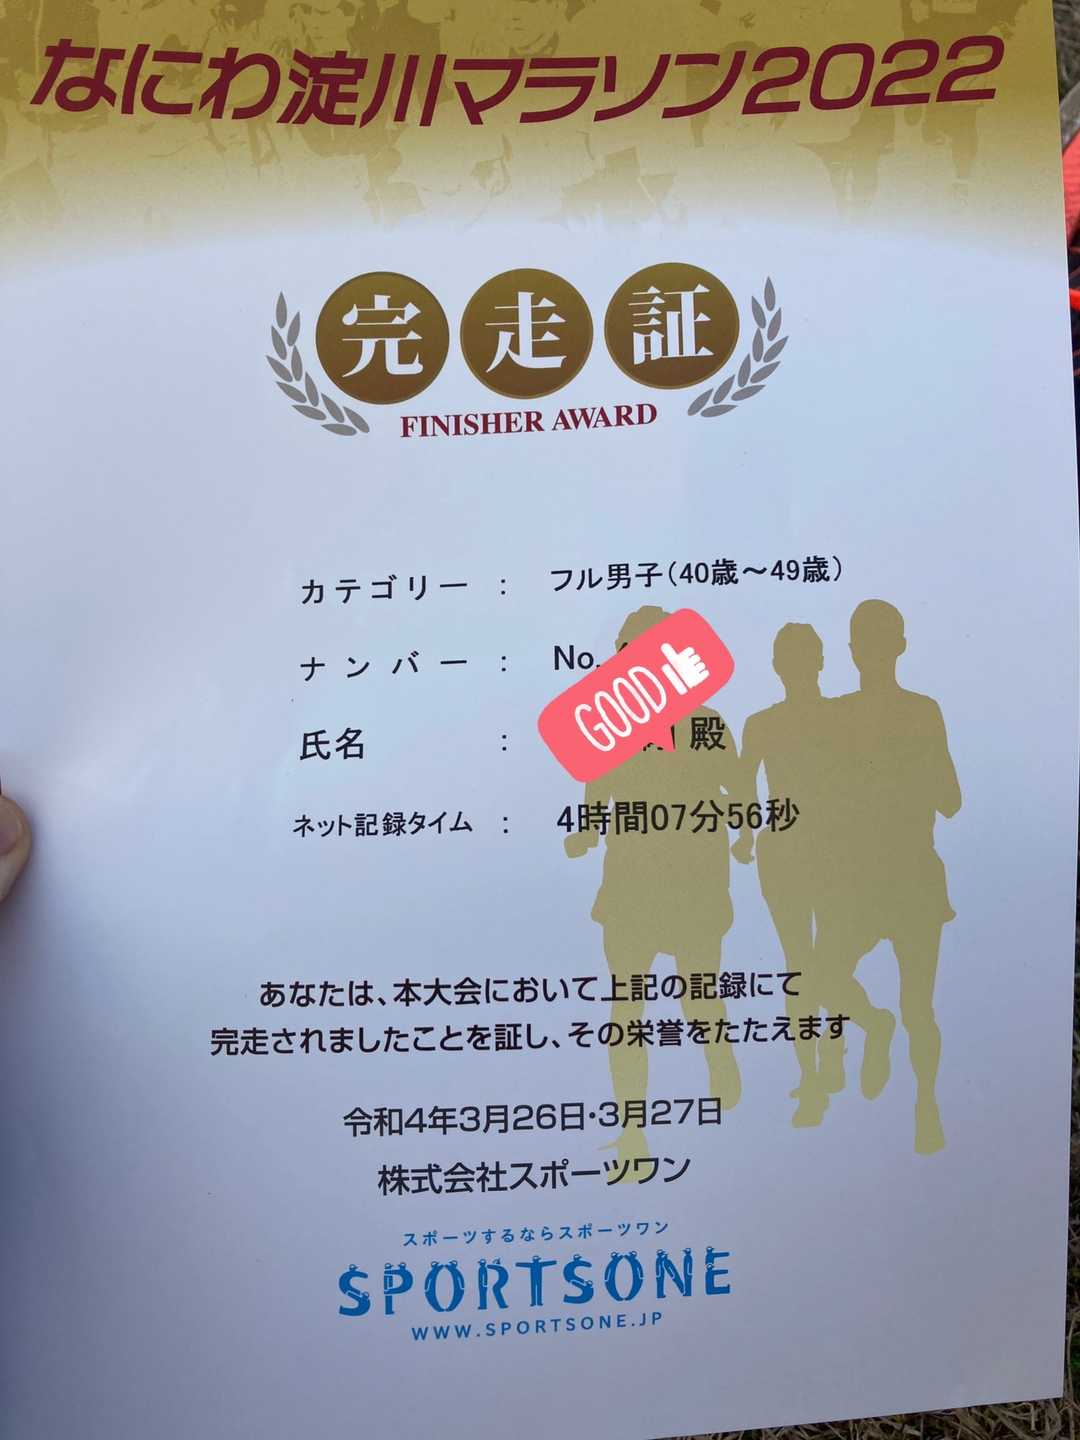 なにわ淀川マラソン2022
完走証
FINISHER AWARD
カテゴリー : フル男子(40歳～49歳)
ナンバー : No.
GOOD
氏名 : 殿
ネット記録タイム : 4時間07分56秒
あなたは、本大会において上記の記録にて
完走されましたことを証し、その栄誉をたたえます
令和4年3月26日・3月27日
株式会社スポーツワン
スポーツするならスポーツワン
SPORTSONE
WWW.SPORTSONE.JP